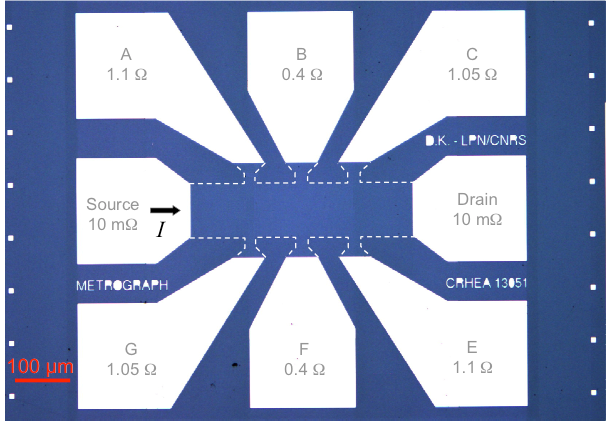 A
1.1 Ω
B
0.4 Ω
C
1.05 Ω
D.K. - LPN/CNRS
Source
10 mΩ
I
Drain
10 mΩ
METROGRAPH
CRHEA 13051
G
1.05 Ω
F
0.4 Ω
E
1.1 Ω
100 μm